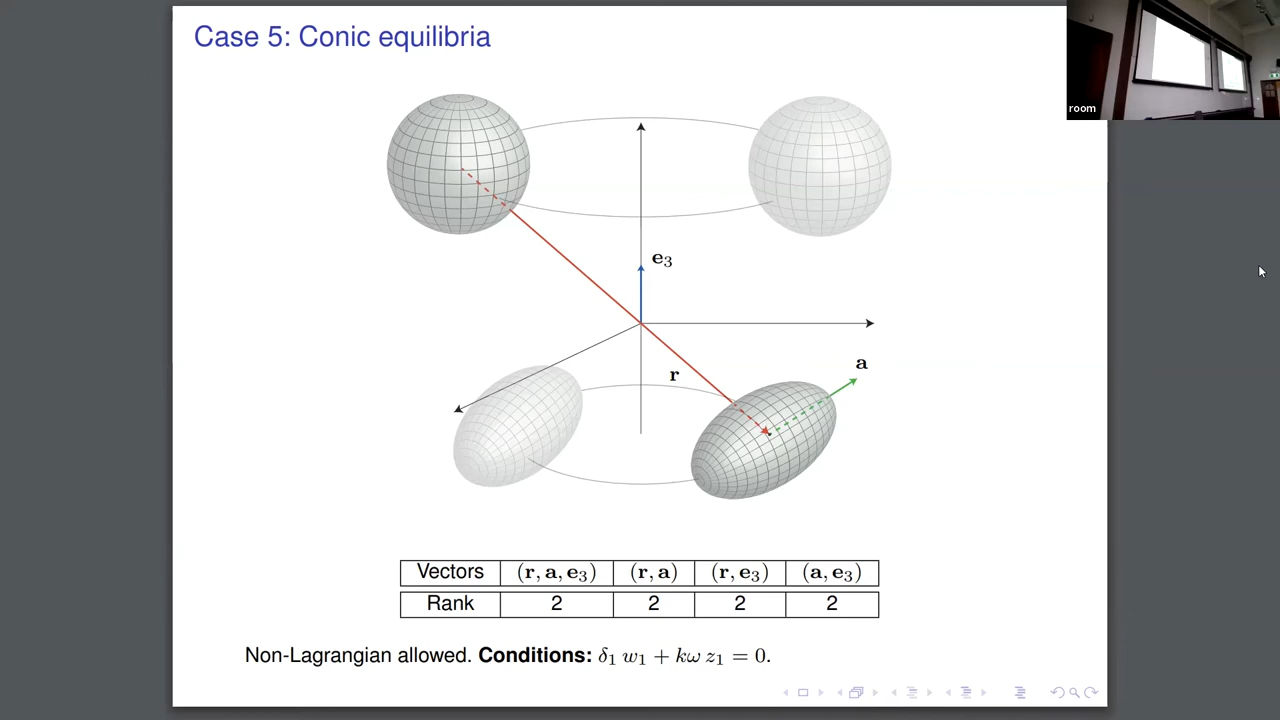 Case 5: Conic equilibria
room
e₃
a
r
Vectors (r, a, e₃) (r, a) (r, e₃) (a, e₃)
Rank 2 2 2 2
Non-Lagrangian allowed. Conditions: δ₁ w₁ + kω z₁ = 0.